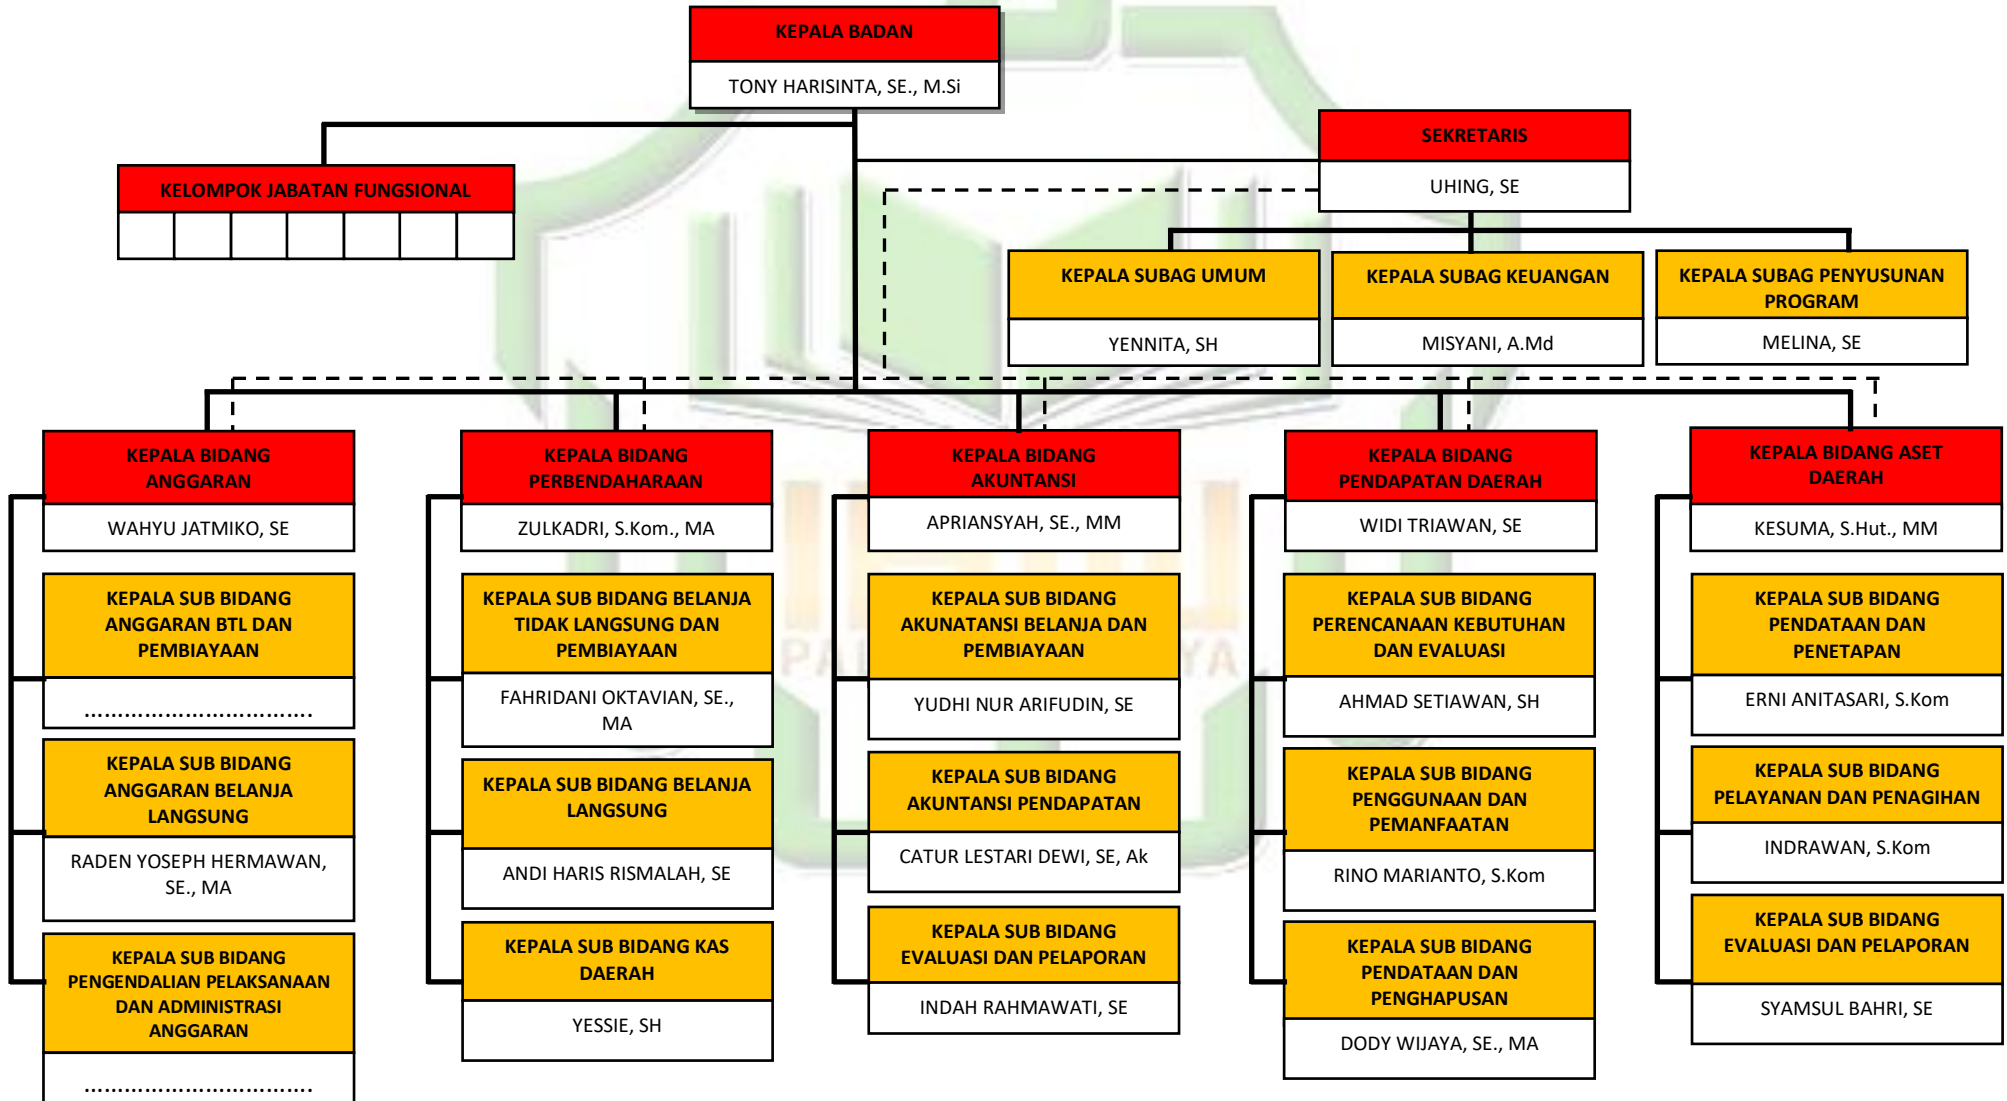 KEPALA BADAN
TONY HARISINTA, SE., M.Si
SEKRETARIS
UHING, SE
KELOMPOK JABATAN FUNGSIONAL
KEPALA SUBAG UMUM
YENNITA, SH
KEPALA SUBAG KEUANGAN
MISYANI, A.Md
KEPALA SUBAG PENYUSUNAN
PROGRAM
MELINA, SE
KEPALA BIDANG
ANGGARAN
WAHYU JATMIKO, SE
KEPALA SUB BIDANG
ANGGARAN BTL DAN
PEMBIAYAAN
...................................
KEPALA SUB BIDANG
ANGGARAN BELANJA
LANGSUNG
RADEN YOSEPH HERMAWAN,
SE., MA
KEPALA SUB BIDANG
PENGENDALIAN PELAKSANAAN
DAN ADMINISTRASI
ANGGARAN
...................................
KEPALA BIDANG
PERBENDAHARAAN
ZULKADRI, S.Kom., MA
KEPALA SUB BIDANG BELANJA
TIDAK LANGSUNG DAN
PEMBIAYAAN
FAHRIDANI OKTAVIAN, SE.,
MA
KEPALA SUB BIDANG BELANJA
LANGSUNG
ANDI HARIS RISMALAH, SE
KEPALA SUB BIDANG KAS
DAERAH
YESSIE, SH
KEPALA BIDANG
AKUNTANSI
APRIANSYAH, SE., MM
KEPALA SUB BIDANG
AKUNATANSI BELANJA DAN
PEMBIAYAAN
YUDHI NUR ARIFUDIN, SE
KEPALA SUB BIDANG
AKUNTANSI PENDAPATAN
CATUR LESTARI DEWI, SE, Ak
KEPALA SUB BIDANG
EVALUASI DAN PELAPORAN
INDAH RAHMAWATI, SE
KEPALA BIDANG
PENDAPATAN DAERAH
WIDI TRIAWAN, SE
KEPALA SUB BIDANG
PERENCANAAN KEBUTUHAN
DAN EVALUASI
AHMAD SETIAWAN, SH
KEPALA SUB BIDANG
PENGGUNAAN DAN
PEMANFAATAN
RINO MARIANTO, S.Kom
KEPALA SUB BIDANG
PENDATAAN DAN
PENGHAPUSAN
DODY WIJAYA, SE., MA
KEPALA BIDANG ASET
DAERAH
KESUMA, S.Hut., MM
KEPALA SUB BIDANG
PENDATAAN DAN
PENETAPAN
ERNI ANITASARI, S.Kom
KEPALA SUB BIDANG
PELAYANAN DAN PENAGIHAN
INDRAWAN, S.Kom
KEPALA SUB BIDANG
EVALUASI DAN PELAPORAN
SYAMSUL BAHRI, SE